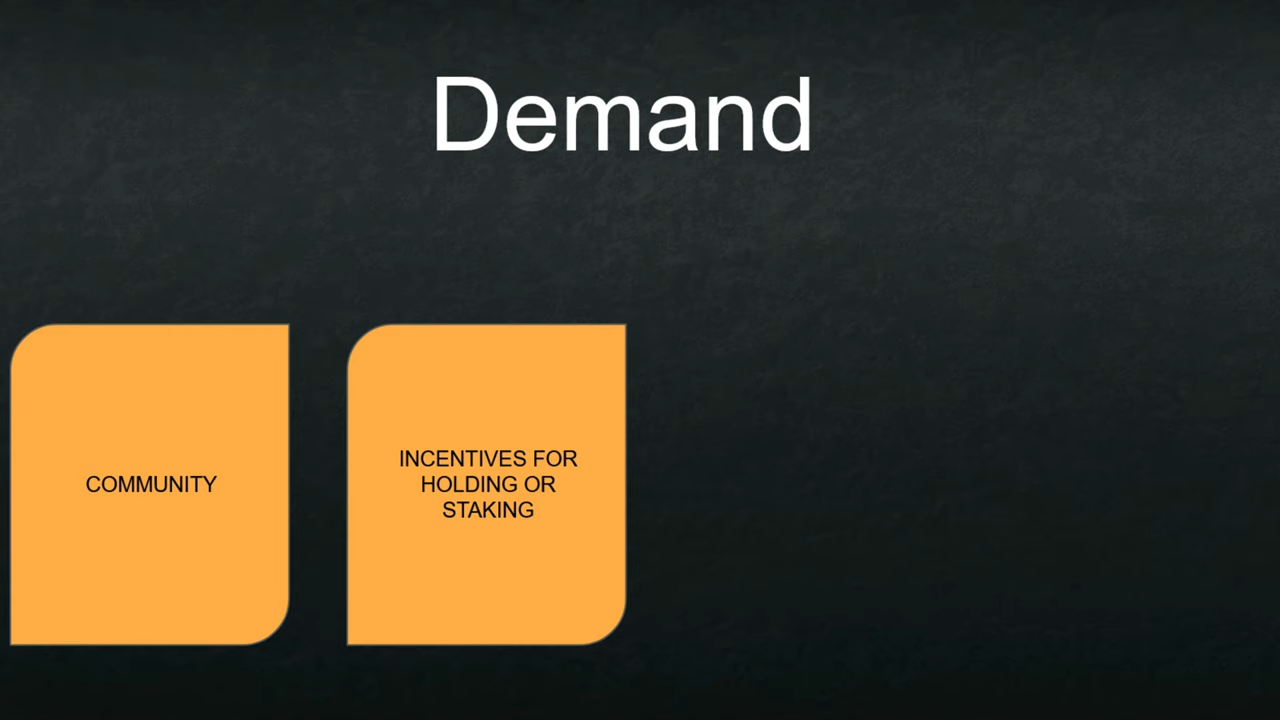 Demand
COMMUNITY
INCENTIVES FOR
HOLDING OR
STAKING